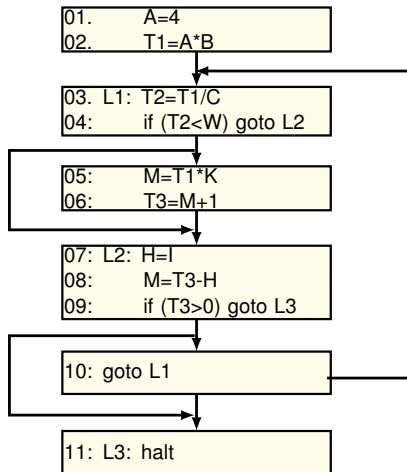 01. A=4
02. T1=A*B
03. L1: T2=T1/C
04: if (T2<W) goto L2
05: M=T1*K
06: T3=M+1
07: L2: H=I
08: M=T3-H
09: if (T3>0) goto L3
10: goto L1
11: L3: halt